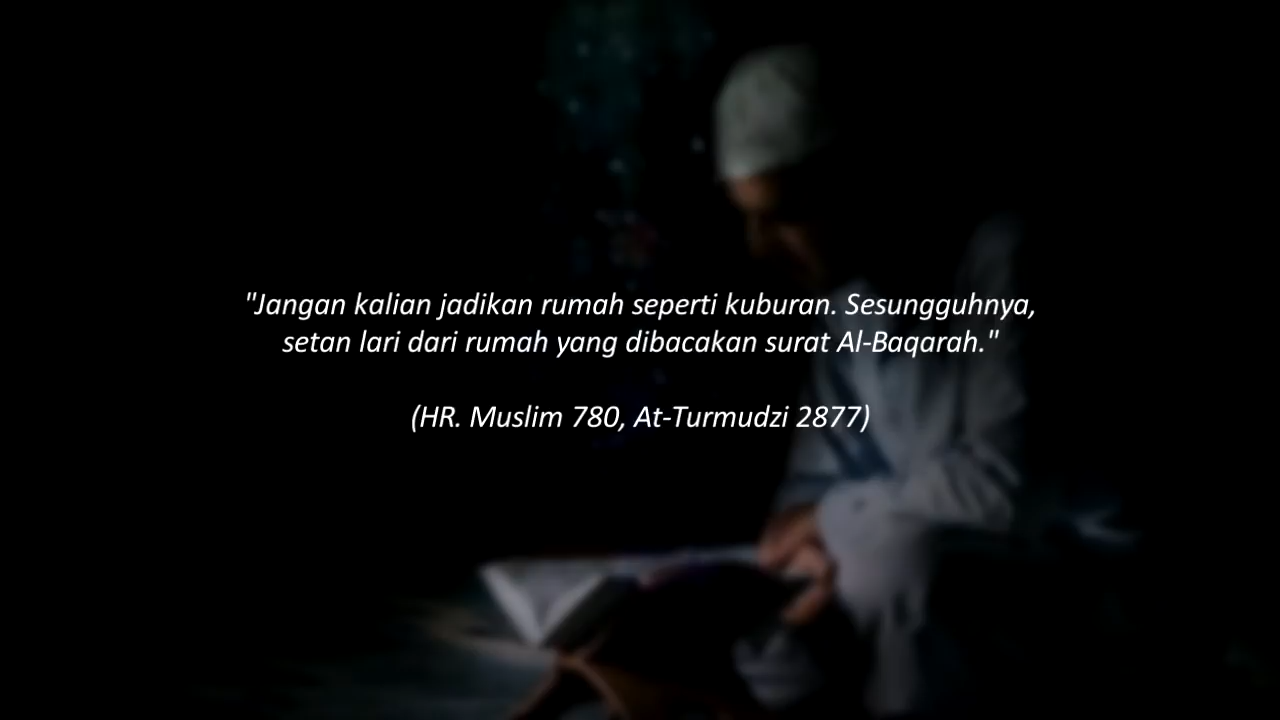 "Jangan kalian jadikan rumah seperti kuburan. Sesungguhnya,
setan lari dari rumah yang dibacakan surat Al-Baqarah."
(HR. Muslim 780, At-Turmudzi 2877)